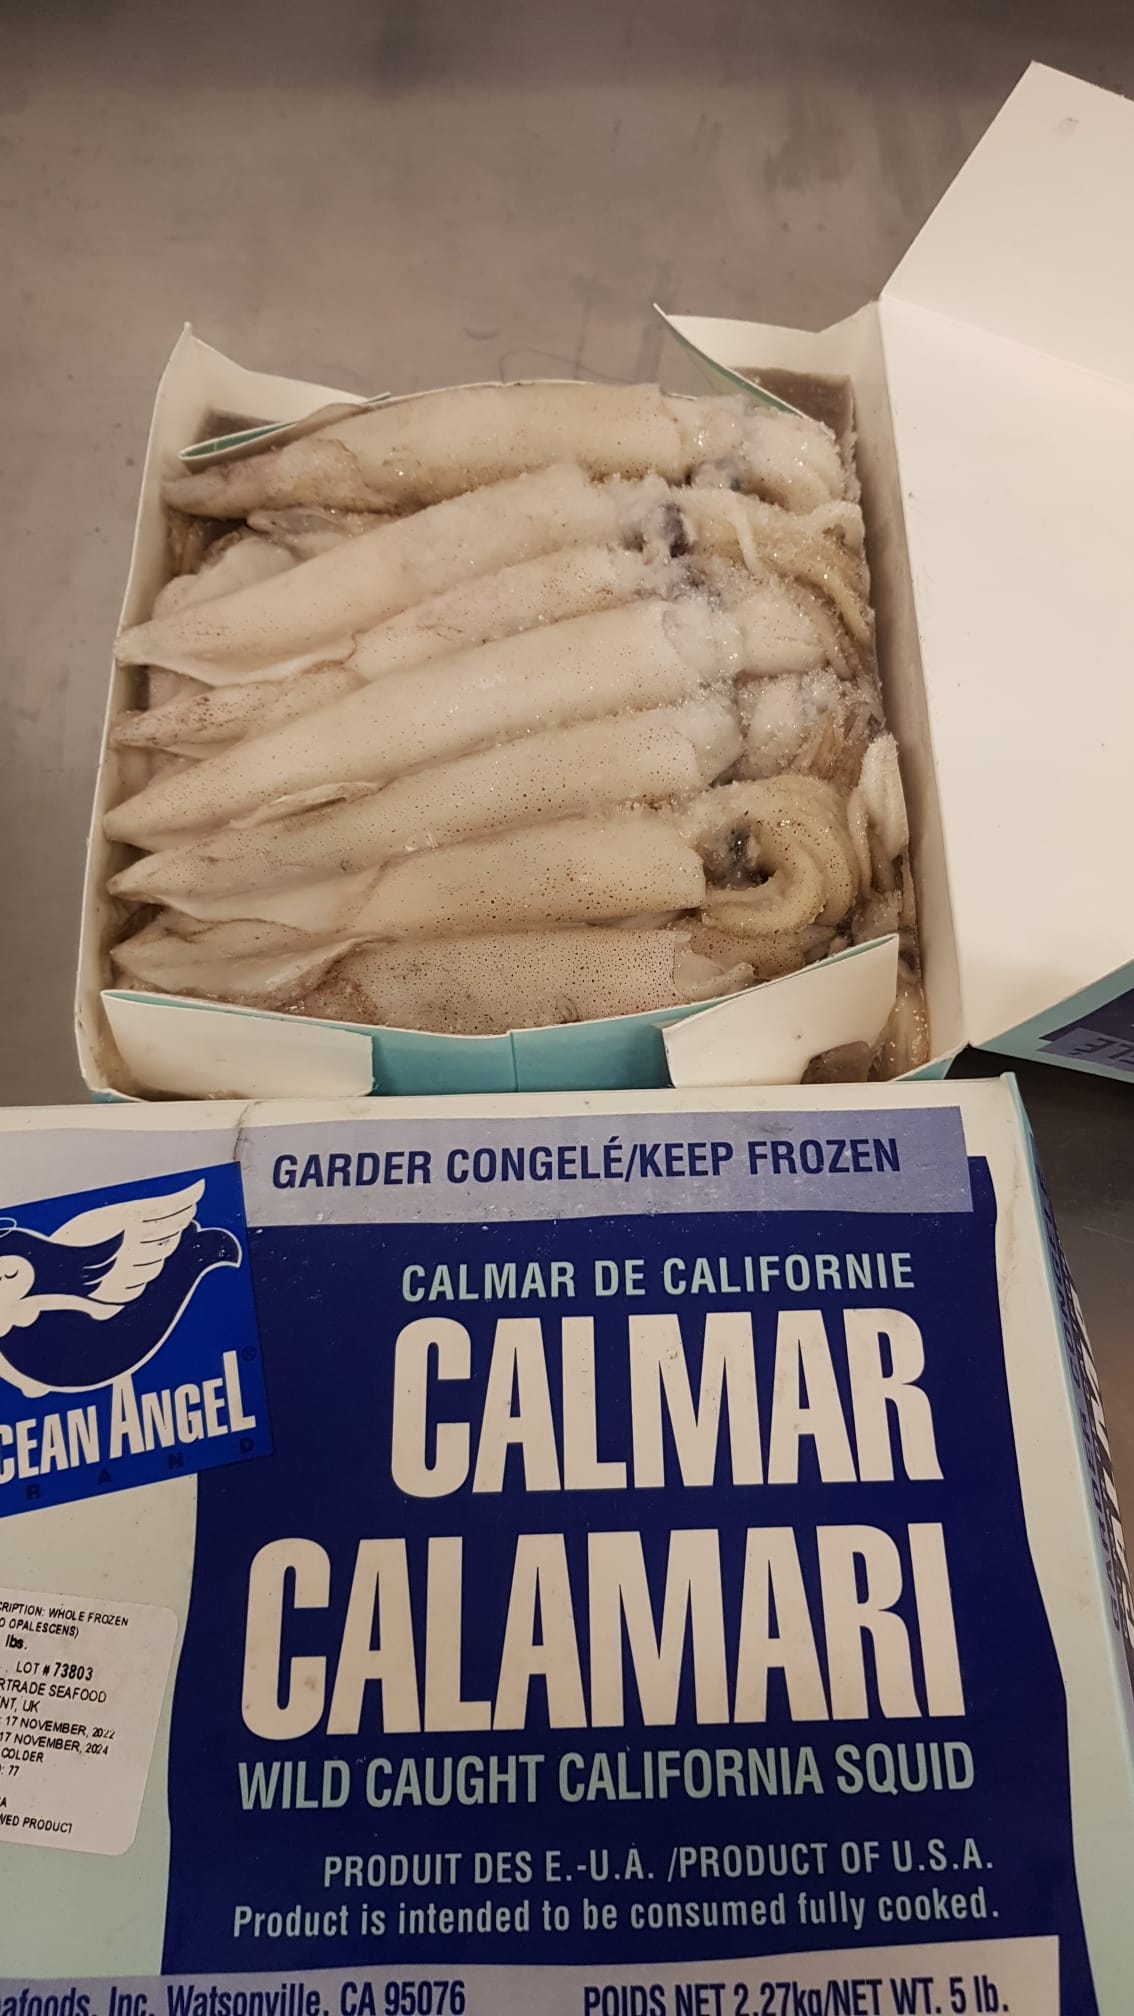 GARDER CONGELÉ/KEEP FROZEN
CALMAR DE CALIFORNIE
CALMAR
CALAMARI
WILD CAUGHT CALIFORNIA SQUID
PRODUIT DES E.-U.A. /PRODUCT OF U.S.A.
Product is intended to be consumed fully cooked.
CEAN ANGEL®
R A N D
CRIPTION: WHOLE FROZEN
O OPALESCENS)
lbs.
LOT # 73803
RTRADE SEAFOOD
NT, UK
: 17 NOVEMBER, 2022
17 NOVEMBER, 2024
COLDER
: 77
A
WED PRODUCT
afoods, Inc. Watsonville, CA 95076
POIDS NET 2.27kg/NET WT. 5 lb.